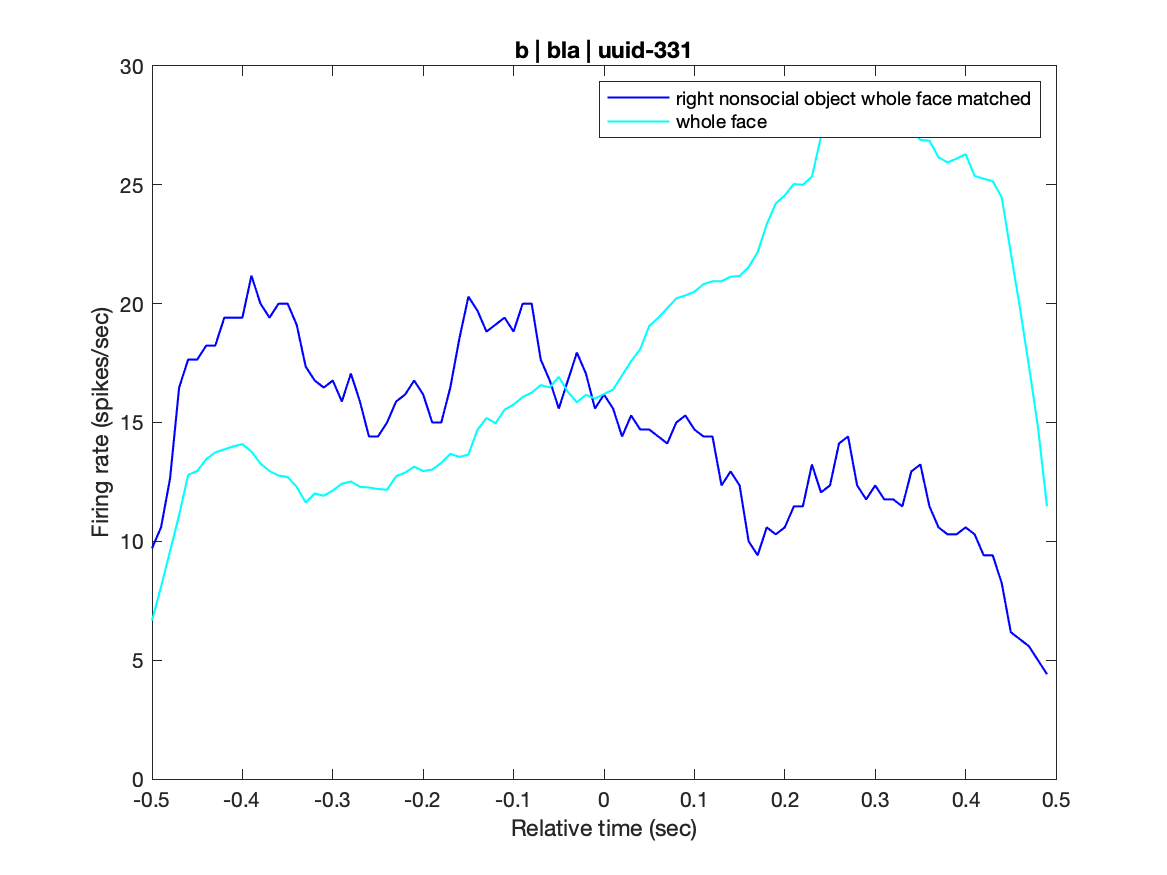 b | bla | uuid-331
30
25
20
15
10
5
0
Firing rate (spikes/sec)
right nonsocial object whole face matched
whole face
-0.5 -0.4 -0.3 -0.2 -0.1 0 0.1 0.2 0.3 0.4 0.5
Relative time (sec)